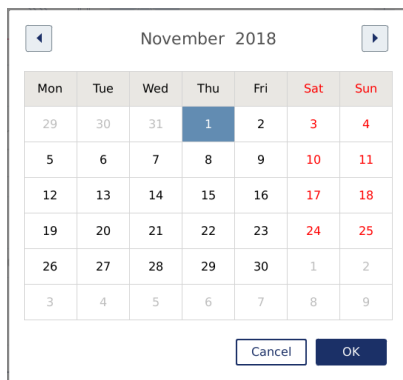 November 2018
Mon Tue Wed Thu Fri Sat Sun
29 30 31 1 2 3 4
5 6 7 8 9 10 11
12 13 14 15 16 17 18
19 20 21 22 23 24 25
26 27 28 29 30 1 2
3 4 5 6 7 8 9
Cancel OK